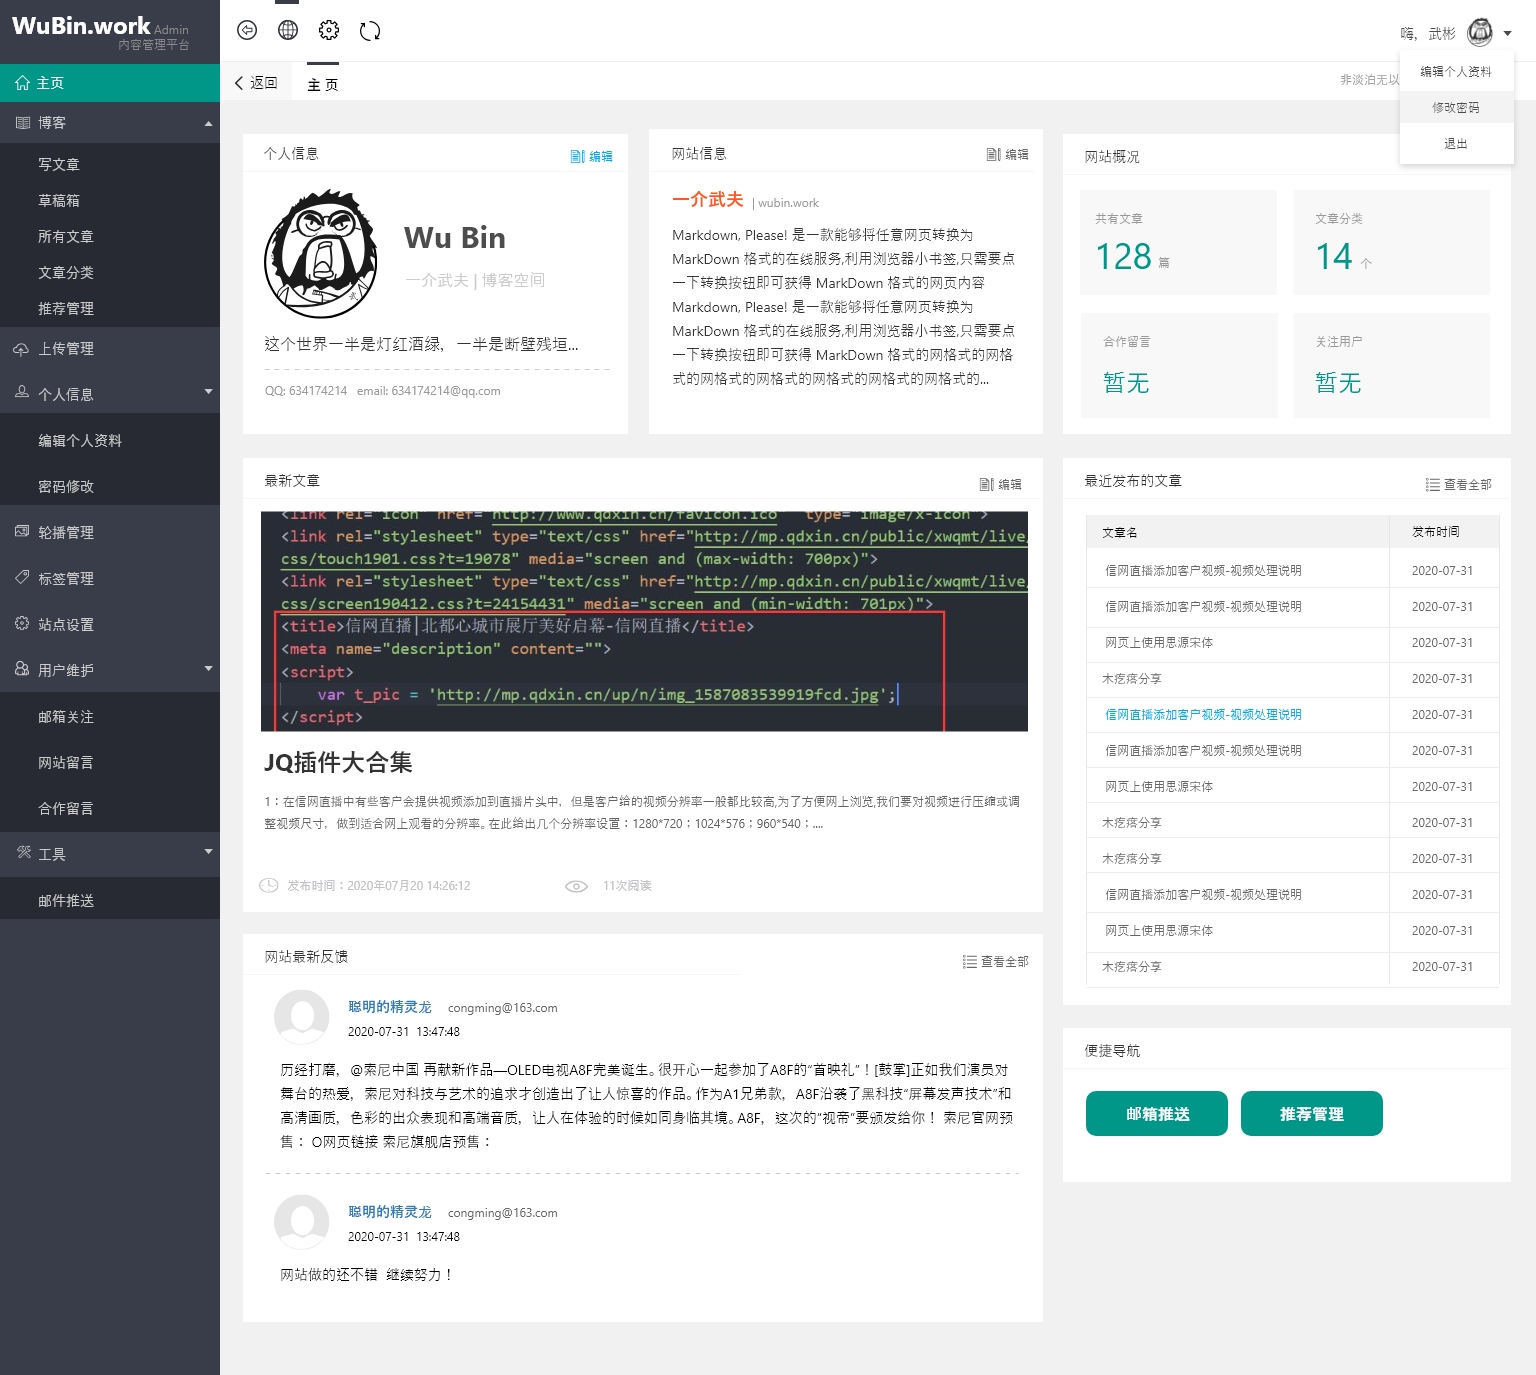 WuBin.work Admin
内容管理平台
主页
博客
写文章
草稿箱
所有文章
文章分类
推荐管理
上传管理
个人信息
编辑个人资料
密码修改
轮播管理
标签管理
站点设置
用户维护
邮箱关注
网站留言
合作留言
工具
邮件推送
嗨，武彬
返回
主 页
非淡泊无以
编辑个人资料
修改密码
退出
个人信息
编辑
Wu Bin
一介武夫 | 博客空间
这个世界一半是灯红酒绿，一半是断壁残垣...
QQ: 634174214 email: 634174214@qq.com
网站信息
编辑
一介武夫 | wubin.work
Markdown, Please! 是一款能够将任意网页转换为
MarkDown 格式的在线服务,利用浏览器小书签,只需要点
一下转换按钮即可获得 MarkDown 格式的网页内容
Markdown, Please! 是一款能够将任意网页转换为
MarkDown 格式的在线服务,利用浏览器小书签,只需要点
一下转换按钮即可获得 MarkDown 格式的网格式的网格
式的网格式的网格式的网格式的网格式的网格式的...
网站概况
共有文章
128 篇
文章分类
14 个
合作留言
暂无
关注用户
暂无
最新文章
编辑
<link rel="icon" href="http://www.qdxin.cn/favicon.ico" type="image/x-icon">
<link rel="stylesheet" type="text/css" href="http://mp.qdxin.cn/public/xwqmt/live/
css/touch1901.css?t=19078" media="screen and (max-width: 700px)">
<link rel="stylesheet" type="text/css" href="http://mp.qdxin.cn/public/xwqmt/live/
css/screen190412.css?t=24154431" media="screen and (min-width: 701px)">
<title>信网直播|北都心城市展厅美好启幕-信网直播</title>
<meta name="description" content="">
<script>
var t_pic = 'http://mp.qdxin.cn/up/n/img_1587083539919fcd.jpg';
</script>
JQ插件大合集
1：在信网直播中有些客户会提供视频添加到直播片头中，但是客户给的视频分辨率一般都比较高,为了方便网上浏览,我们要对视频进行压缩或调
整视频尺寸，做到适合网上观看的分辨率。在此给出几个分辨率设置：1280*720；1024*576；960*540；....
发布时间：2020年07月20 14:26:12
11次阅读
最近发布的文章
查看全部
文章名 发布时间
信网直播添加客户视频-视频处理说明 2020-07-31
信网直播添加客户视频-视频处理说明 2020-07-31
网页上使用思源宋体 2020-07-31
木疙瘩分享 2020-07-31
信网直播添加客户视频-视频处理说明 2020-07-31
信网直播添加客户视频-视频处理说明 2020-07-31
网页上使用思源宋体 2020-07-31
木疙瘩分享 2020-07-31
木疙瘩分享 2020-07-31
信网直播添加客户视频-视频处理说明 2020-07-31
网页上使用思源宋体 2020-07-31
木疙瘩分享 2020-07-31
网站最新反馈
查看全部
聪明的精灵龙 congming@163.com
2020-07-31 13:47:48
历经打磨，@索尼中国 再献新作品—OLED电视A8F完美诞生。很开心一起参加了A8F的“首映礼”！[鼓掌]正如我们演员对
舞台的热爱，索尼对科技与艺术的追求才创造出了让人惊喜的作品。作为A1兄弟款，A8F沿袭了黑科技“屏幕发声技术”和
高清画质，色彩的出众表现和高端音质，让人在体验的时候如同身临其境。A8F，这次的“视帝”要颁发给你！ 索尼官网预
售： O网页链接 索尼旗舰店预售：
聪明的精灵龙 congming@163.com
2020-07-31 13:47:48
网站做的还不错 继续努力！
便捷导航
邮箱推送
推荐管理